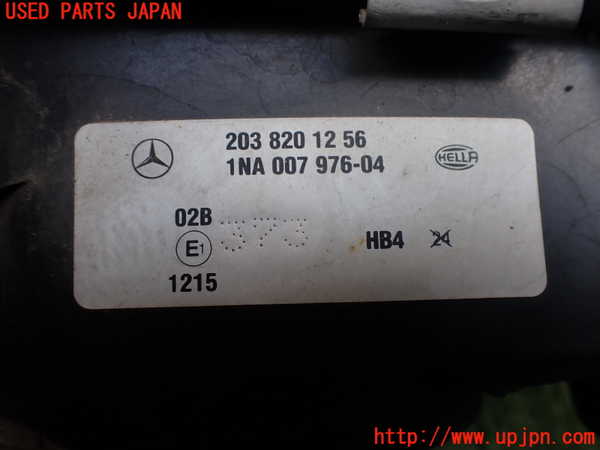 USED PARTS JAPAN
203 820 12 56
1NA 007 976-04
HELLA
02B
373
E1
HB4 24
1215
http://www.upjpn.com/